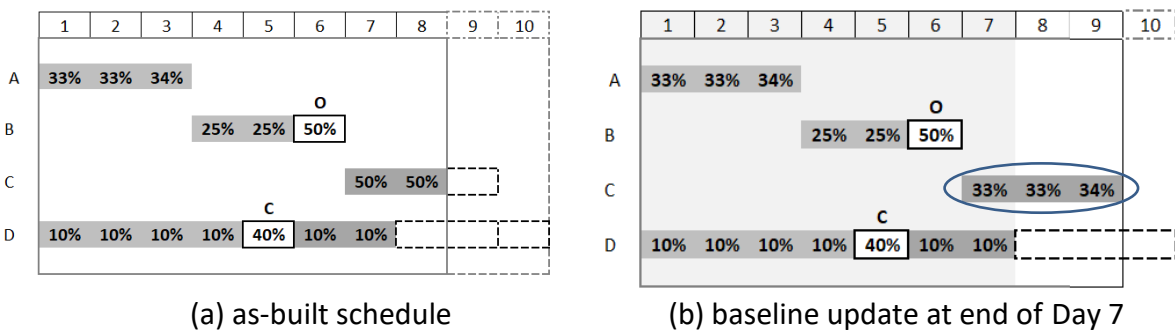 1 2 3 4 5 6 7 8 9 10
A 33% 33% 34%
O
B 25% 25% 50%
C 50% 50%
C
D 10% 10% 10% 10% 40% 10% 10%
(a) as-built schedule
1 2 3 4 5 6 7 8 9 10
A 33% 33% 34%
O
B 25% 25% 50%
C 33% 33% 34%
C
D 10% 10% 10% 10% 40% 10% 10%
(b) baseline update at end of Day 7